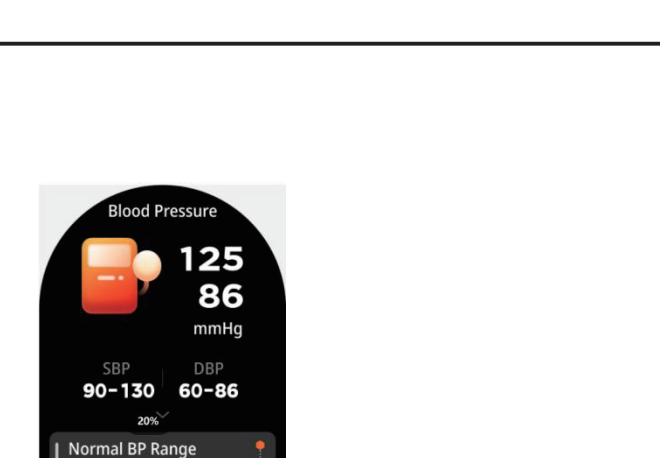 Blood Pressure
125
86
mmHg
SBP DBP
90-130 60-86
20%
Normal BP Range